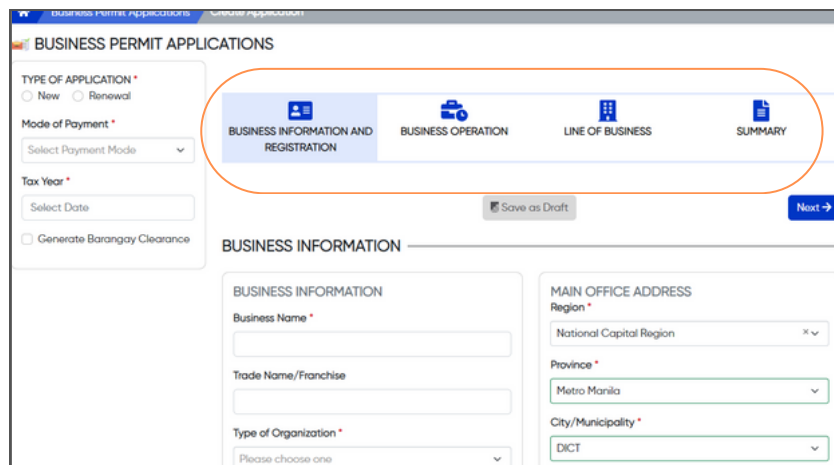 Business Permit Applications
Create Application
BUSINESS PERMIT APPLICATIONS
TYPE OF APPLICATION *
New
Renewal
Mode of Payment *
Select Payment Mode
Tax Year *
Select Date
Generate Barangay Clearance
BUSINESS INFORMATION AND
REGISTRATION
BUSINESS OPERATION
LINE OF BUSINESS
SUMMARY
Save as Draft
Next →
BUSINESS INFORMATION
BUSINESS INFORMATION
Business Name *
Trade Name/Franchise
Type of Organization *
Please choose one
MAIN OFFICE ADDRESS
Region *
National Capital Region
Province *
Metro Manila
City/Municipality *
DICT